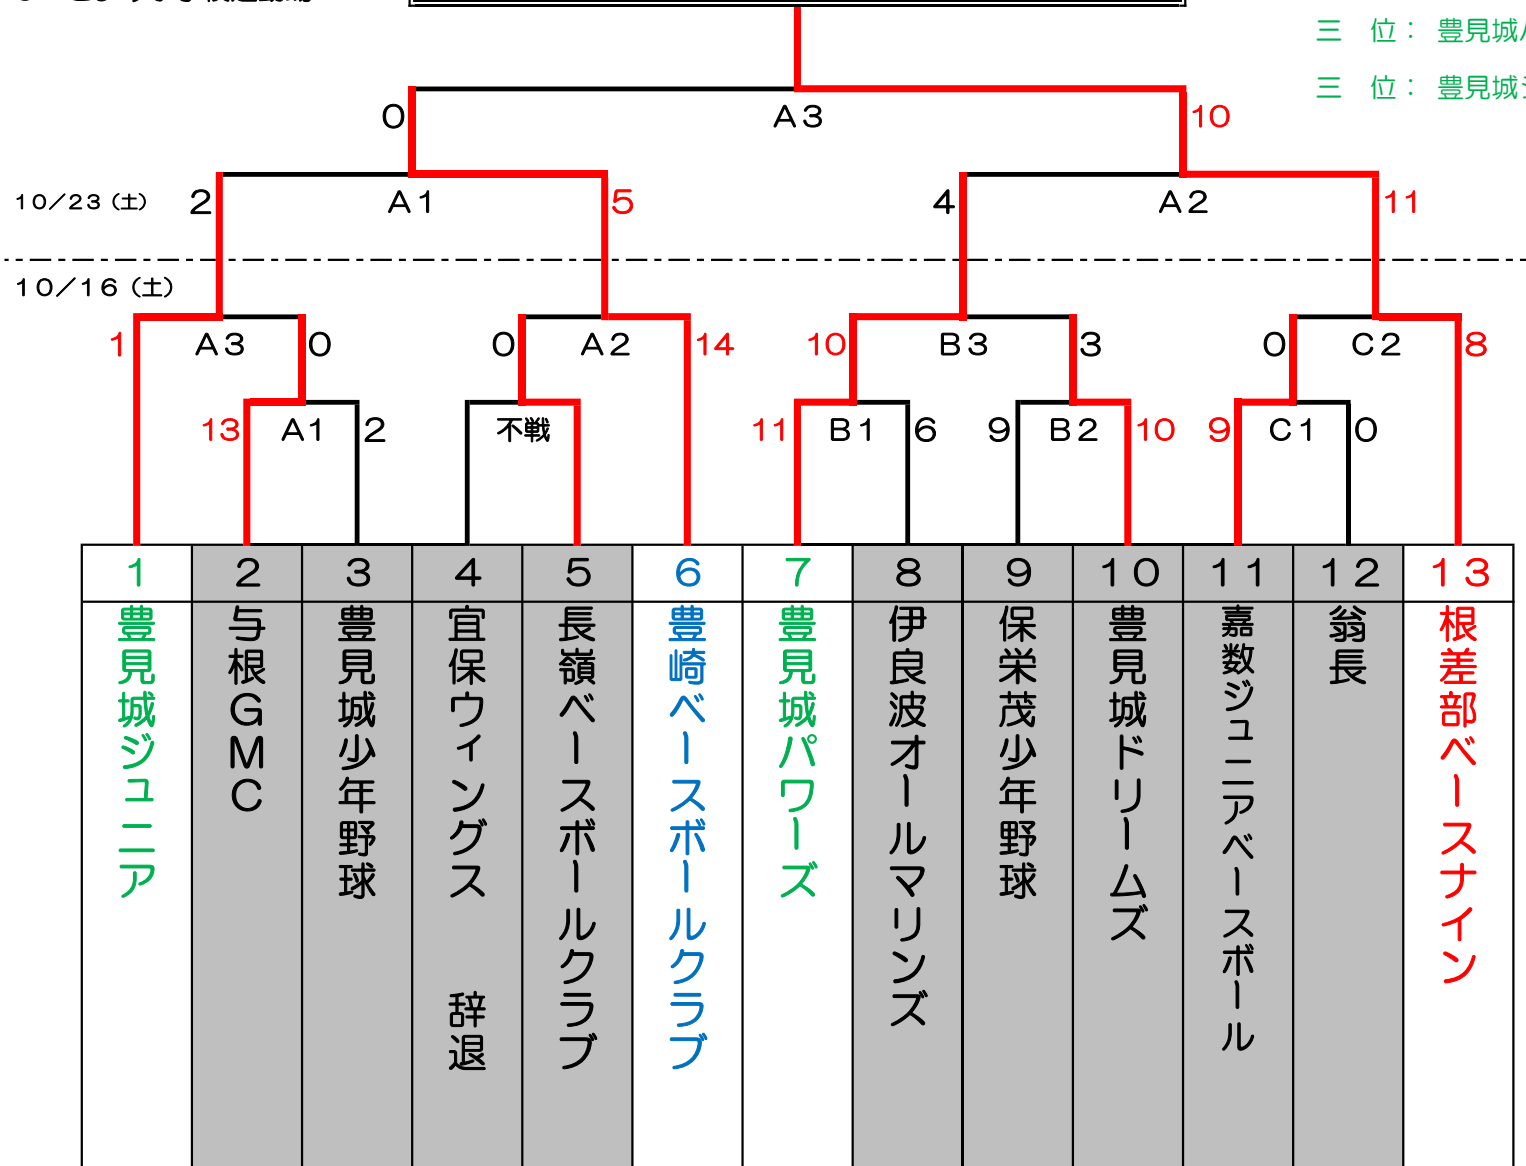 三　位： 豊見城
三　位： 豊見城
0 A3 10
10／23（土） 2 A1 5 4 A2 11
10／16（土）
1 A3 0 0 A2 14 10 B3 3 0 C2 8
13 A1 2 不戦 11 B1 6 9 B2 10 9 C1 0
1 2 3 4 5 6 7 8 9 10 11 12 13
豊見城ジュニア
与根GMC
豊見城少年野球
宜保ウィングス　辞退
長嶺ベースボールクラブ
豊崎ベースボールクラブ
豊見城パワーズ
伊良波オールマリンズ
保栄茂少年野球
豊見城ドリームズ
嘉数ジュニアベースボール
翁長
根差部ベースナイン